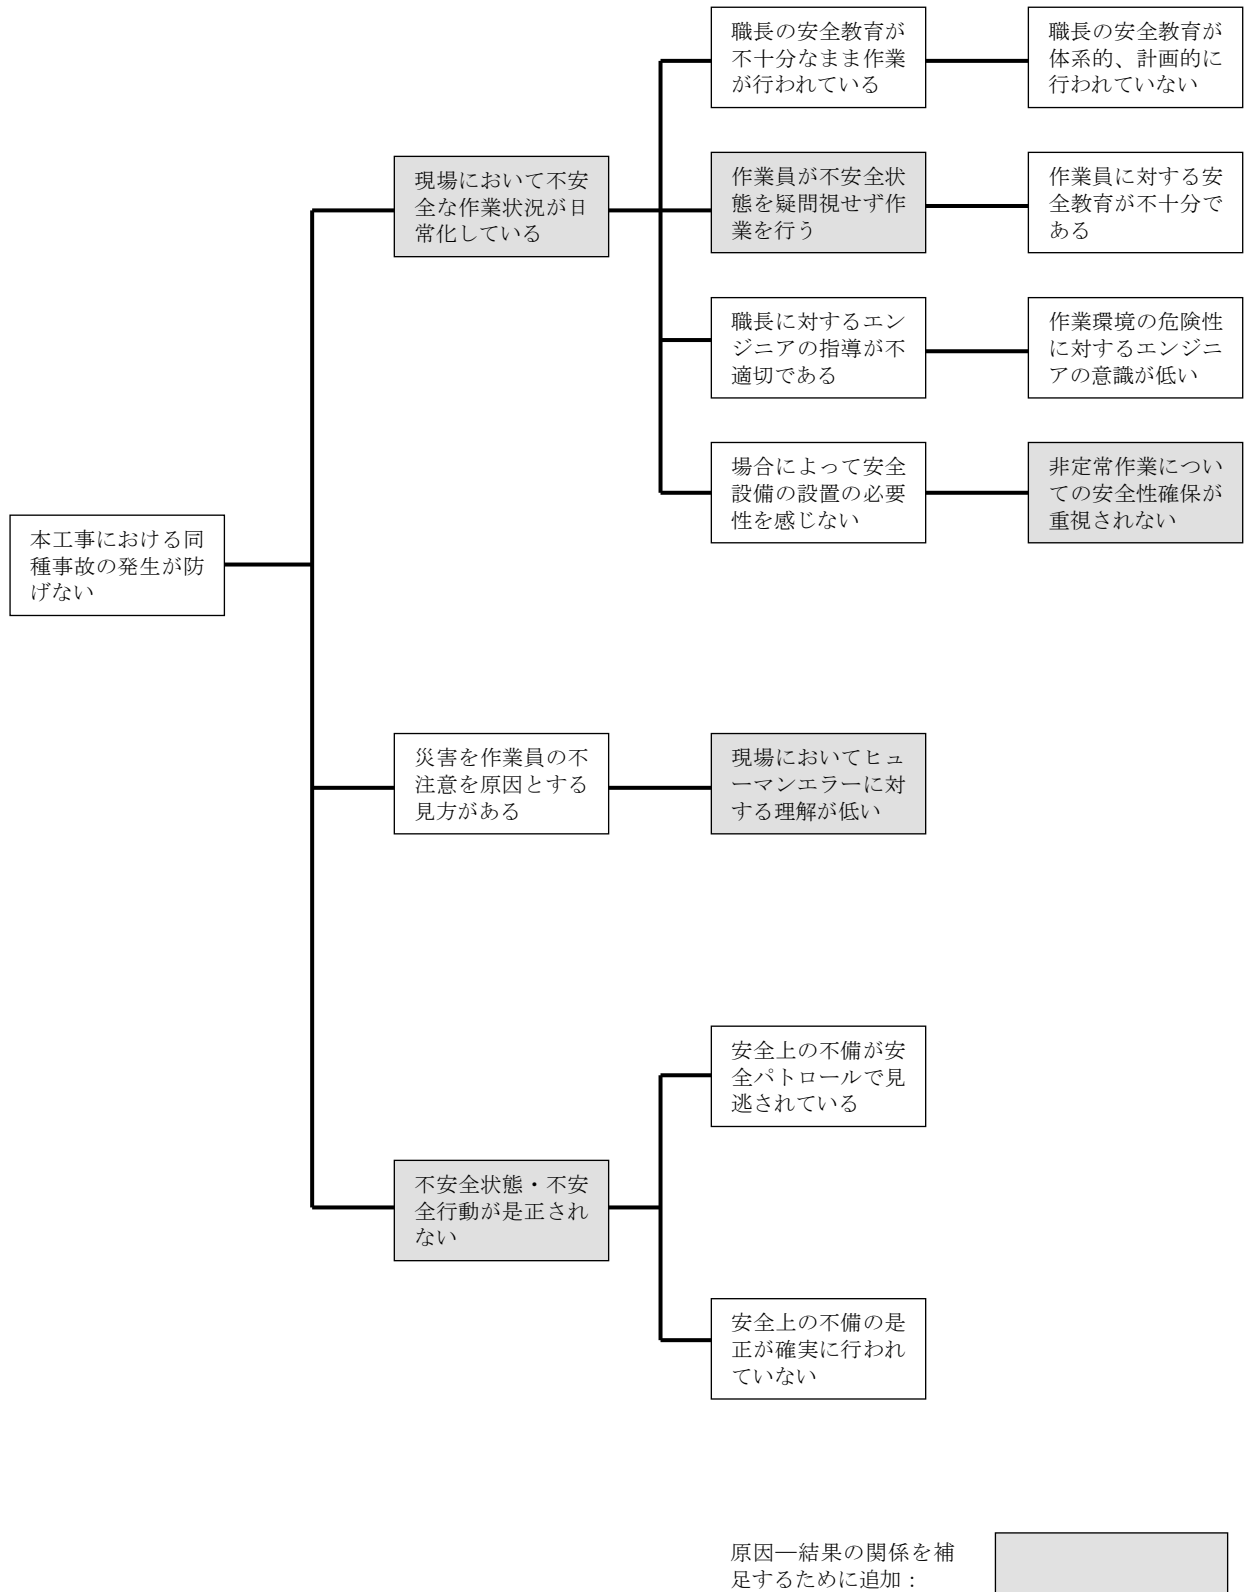 職長の安全教育が
不十分なまま作業
が行われている
職長の安全教育が
体系的、計画的に
行われていない
現場において不安
全な作業状況が日
常化している
作業員が不安全状
態を疑問視せず作
業を行う
作業員に対する安
全教育が不十分で
ある
職長に対するエン
ジニアの指導が不
適切である
作業環境の危険性
に対するエンジニ
アの意識が低い
場合によって安全
設備の設置の必要
性を感じない
非定常作業につい
ての安全性確保が
重視されない
本工事における同
種事故の発生が防
げない
災害を作業員の不
注意を原因とする
見方がある
現場においてヒュ
ーマンエラーに対
する理解が低い
安全上の不備が安
全パトロールで見
逃されている
不安全状態・不安
全行動が是正され
ない
安全上の不備の是
正が確実に行われ
ていない
原因―結果の関係を補
足するために追加：